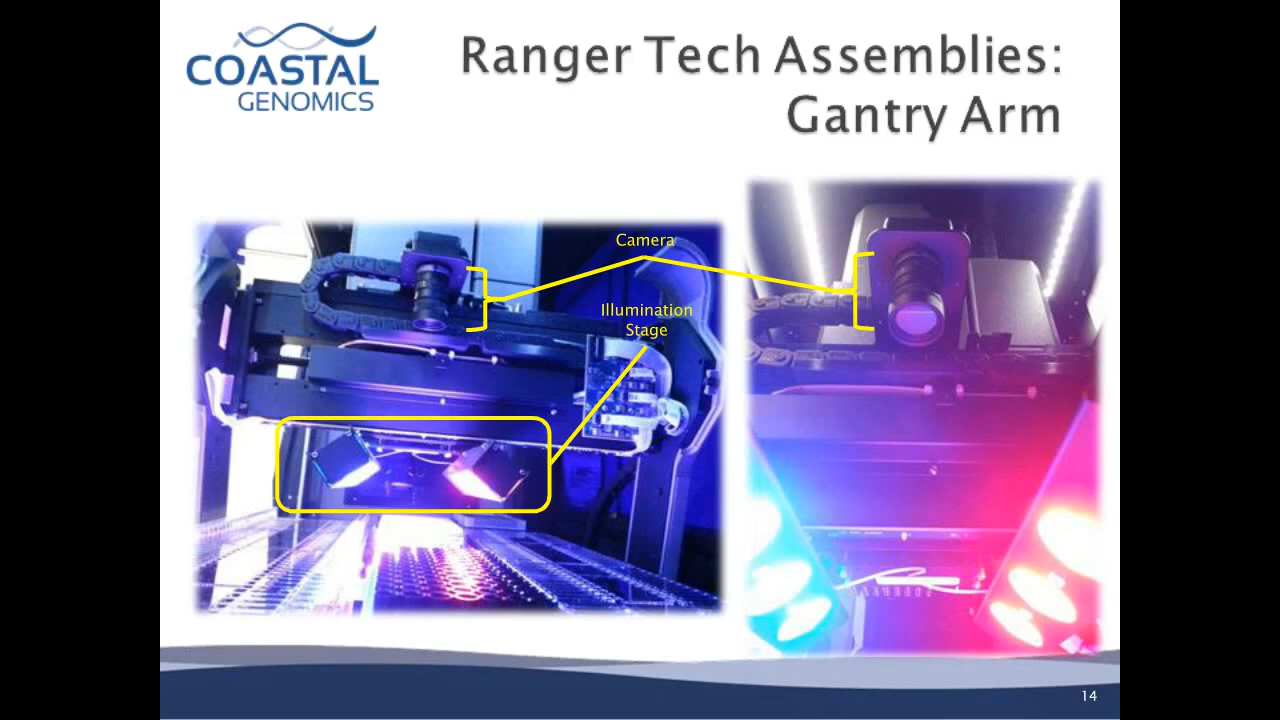 COASTAL
GENOMICS
Ranger Tech Assemblies:
Gantry Arm
Camera
Illumination
Stage
14